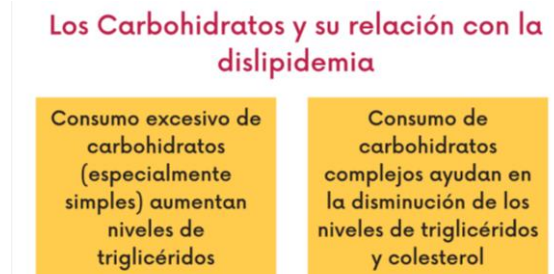 Los Carbohidratos y su relación con la
dislipidemia
Consumo excesivo de
carbohidratos
(especialmente
simples) aumentan
niveles de
triglicéridos
Consumo de
carbohidratos
complejos ayudan en
la disminución de los
niveles de triglicéridos
y colesterol